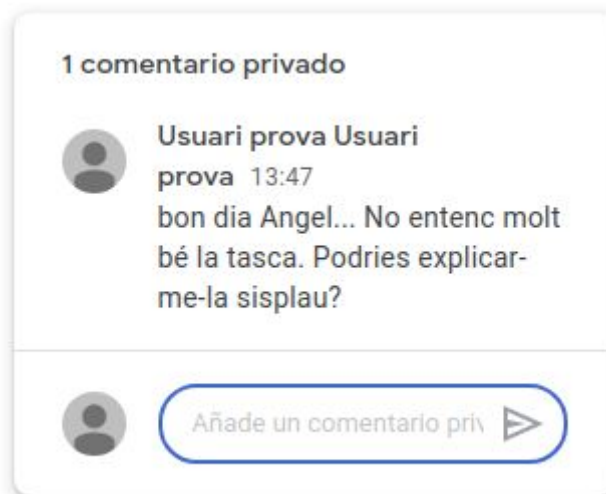 1 comentario privado
Usuari prova Usuari
prova 13:47
bon dia Angel... No entenc molt
bé la tasca. Podries explicar-
me-la sisplau?
Añade un comentario priv